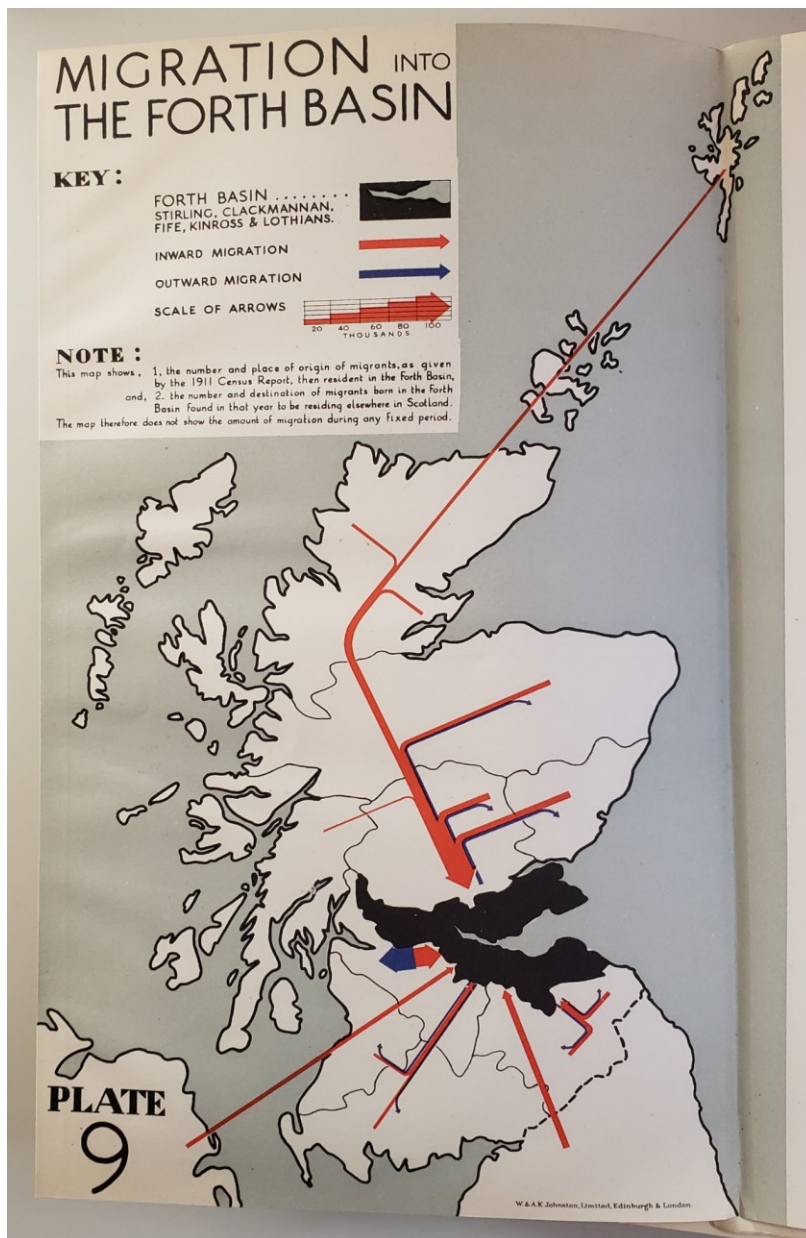 MIGRATION INTO
THE FORTH BASIN
KEY:
FORTH BASIN ........
STIRLING, CLACKMANNAN,
FIFE, KINROSS & LOTHIANS.
INWARD MIGRATION
OUTWARD MIGRATION
SCALE OF ARROWS
20 40 60 80 100
THOUSANDS
NOTE:
This map shows, 1, the number and place of origin of migrants, as given
by the 1911 Census Report, then resident in the Forth Basin,
and, 2. the number and destination of migrants born in the Forth
Basin found in that year to be residing elsewhere in Scotland.
The map therefore does not show the amount of migration during any fixed period.
PLATE
9
W. & A.K. Johnston, Limited, Edinburgh & London.